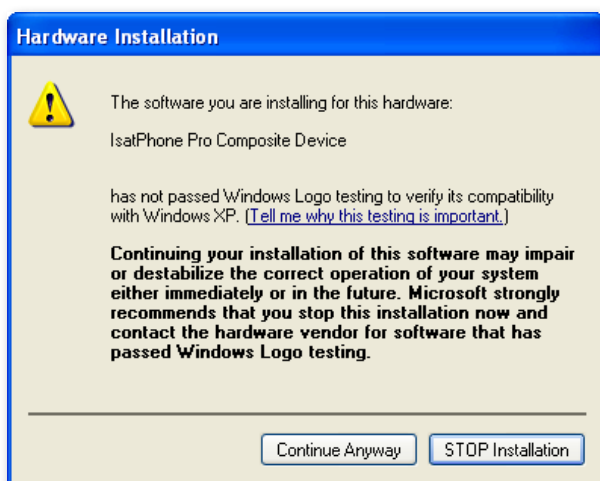 Hardware Installation
The software you are installing for this hardware:
IsatPhone Pro Composite Device
has not passed Windows Logo testing to verify its compatibility
with Windows XP. (Tell me why this testing is important.)
Continuing your installation of this software may impair
or destabilize the correct operation of your system
either immediately or in the future. Microsoft strongly
recommends that you stop this installation now and
contact the hardware vendor for software that has
passed Windows Logo testing.
Continue Anyway
STOP Installation